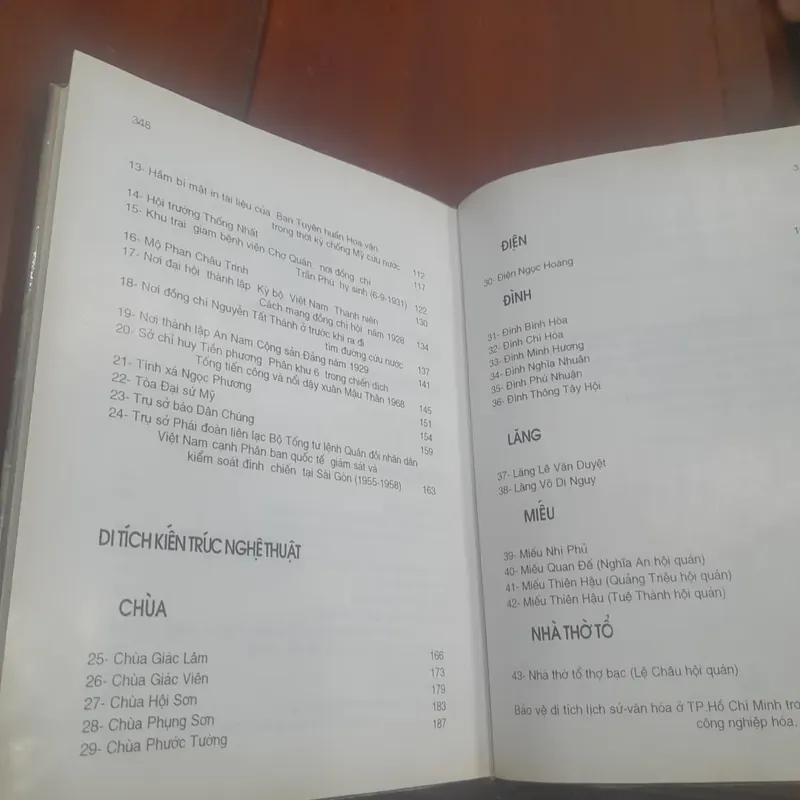 346
13- Hầm bí mật in tài liệu của Ban Tuyên huấn Hoa vận
trong thời kỳ chống Mỹ cứu nước 112
14- Hội trường Thống Nhất 117
15- Khu trại giam bệnh viện Chợ Quán, nơi đồng chí
Trần Phú hy sinh (6-9-1931) 122
16- Mộ Phan Châu Trinh 130
17- Nơi đại hội thành lập Kỳ bộ Việt Nam Thanh niên
Cách mạng đồng chí hội năm 1928 134
18- Nơi đồng chí Nguyễn Tất Thành ở trước khi ra đi
tìm đường cứu nước 137
19- Nơi thành lập An Nam Cộng sản Đảng năm 1929 141
20- Sở chỉ huy Tiền phương Phân khu 6 trong chiến dịch
Tổng tiến công và nổi dậy xuân Mậu Thân 1968 145
21- Tịnh xá Ngọc Phương 151
22- Tòa Đại sứ Mỹ 154
23- Trụ sở báo Dân Chúng 159
24- Trụ sở Phái đoàn liên lạc Bộ Tổng tư lệnh Quân đội nhân dân
Việt Nam cạnh Phân ban quốc tế giám sát và
kiểm soát đình chiến tại Sài Gòn (1955-1958) 163
DI TÍCH KIẾN TRÚC NGHỆ THUẬT
CHÙA
25- Chùa Giác Lâm 166
26- Chùa Giác Viên 173
27- Chùa Hội Sơn 179
28- Chùa Phụng Sơn 183
29- Chùa Phước Tường 187
ĐIỆN
30- Điện Ngọc Hoàng
ĐÌNH
31- Đình Bình Hòa
32- Đình Chí Hòa
33- Đình Minh Hương
34- Đình Nghĩa Nhuận
35- Đình Phú Nhuận
36- Đình Thông Tây Hội
LĂNG
37- Lăng Lê Văn Duyệt
38- Lăng Võ Di Nguy
MIẾU
39- Miếu Nhị Phủ
40- Miếu Quan Đế (Nghĩa An hội quán)
41- Miếu Thiên Hậu (Quảng Triệu hội quán)
42- Miếu Thiên Hậu (Tuệ Thành hội quán)
NHÀ THỜ TỔ
43- Nhà thờ tổ thợ bạc (Lệ Châu hội quán)
Bảo vệ di tích lịch sử-văn hóa ở TP.Hồ Chí Minh tro
công nghiệp hóa,